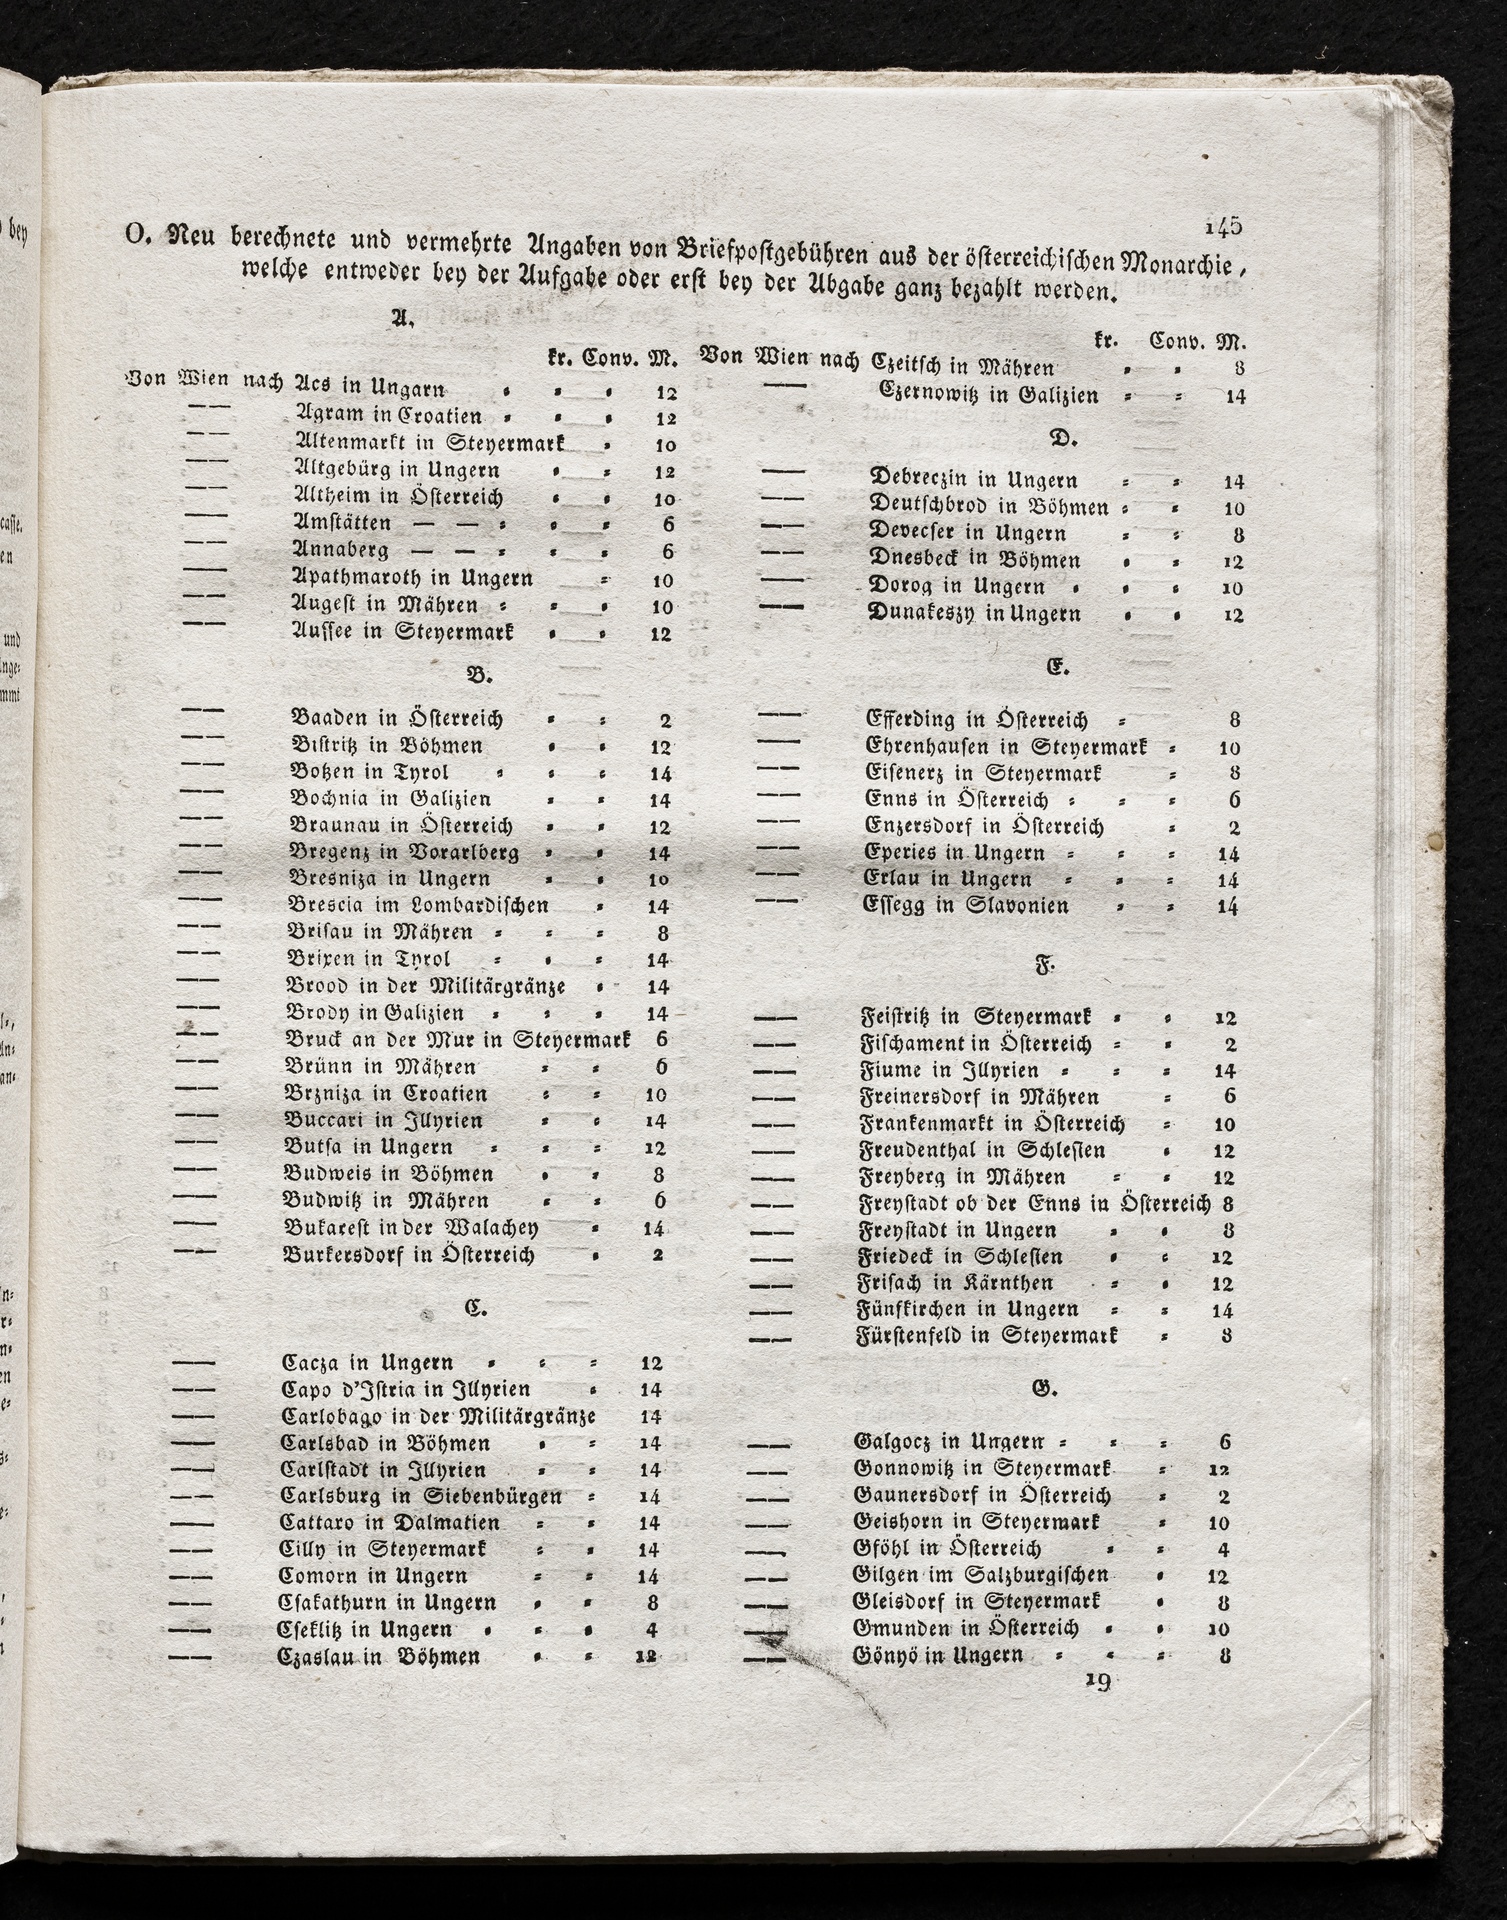 145
O. Neu berechnete und vermehrte Angaben von Briefpostgebühren aus der österreichischen Monarchie,
welche entweder bey der Aufgabe oder erst bey der Abgabe ganz bezahlt werden.
A.
kr. Conv. M.
Von Wien nach Acs in Ungarn 12
—— Agram in Croatien 12
—— Altenmarkt in Steyermark 10
—— Altgebürg in Ungern 12
—— Altheim in Österreich 10
—— Amstätten — — 6
—— Annaberg — — 6
—— Apathmaroth in Ungern 10
—— Augest in Mähren 10
—— Aussee in Steyermark 12
B.
—— Baaden in Österreich 2
—— Bistritz in Böhmen 12
—— Botzen in Tyrol 14
—— Bochnia in Galizien 14
—— Braunau in Österreich 12
—— Bregenz in Vorarlberg 14
—— Bresniza in Ungern 10
—— Brescia im Lombardischen 14
—— Brisau in Mähren 8
—— Brixen in Tyrol 14
—— Brood in der Militärgränze 14
—— Brody in Galizien 14
—— Bruck an der Mur in Steyermark 6
—— Brünn in Mähren 6
—— Brzniza in Croatien 10
—— Buccari in Illyrien 14
—— Butsa in Ungern 12
—— Budweis in Böhmen 8
—— Budwitz in Mähren 6
—— Bukarest in der Walachey 14
—— Burkersdorf in Österreich 2
C.
—— Cacza in Ungern 12
—— Capo d'Istria in Illyrien 14
—— Carlobago in der Militärgränze 14
—— Carlsbad in Böhmen 14
—— Carlstadt in Illyrien 14
—— Carlsburg in Siebenbürgen 14
—— Cattaro in Dalmatien 14
—— Cilly in Steyermark 14
—— Comorn in Ungern 14
—— Csakathurn in Ungern 8
—— Cseklitz in Ungern 4
—— Czaslau in Böhmen 12
kr. Conv. M.
Von Wien nach Czeitsch in Mähren 8
—— Czernowitz in Galizien 14
D.
—— Debreczin in Ungern 14
—— Deutschbrod in Böhmen 10
—— Devecser in Ungern 8
—— Dnesbeck in Böhmen 12
—— Dorog in Ungern 10
—— Dunakeszy in Ungern 12
E.
—— Efferding in Österreich 8
—— Ehrenhausen in Steyermark 10
—— Eisenerz in Steyermark 8
—— Enns in Österreich 6
—— Enzersdorf in Österreich 2
—— Eperies in Ungern 14
—— Erlau in Ungern 14
—— Essegg in Slavonien 14
F.
—— Feistritz in Steyermark 12
—— Fischament in Österreich 2
—— Fiume in Illyrien 14
—— Freinersdorf in Mähren 6
—— Frankenmarkt in Österreich 10
—— Freudenthal in Schlesien 12
—— Freyberg in Mähren 12
—— Freystadt ob der Enns in Österreich 8
—— Freystadt in Ungern 8
—— Friedeck in Schlesien 12
—— Frisach in Kärnthen 12
—— Fünfkirchen in Ungern 14
—— Fürstenfeld in Steyermark 8
G.
—— Galgocz in Ungern 6
—— Gonnowitz in Steyermark 12
—— Gaunersdorf in Österreich 2
—— Geishorn in Steyermark 10
—— Gföhl in Österreich 4
—— Gilgen im Salzburgischen 12
—— Gleisdorf in Steyermark 8
—— Gmunden in Österreich 10
—— Gönyö in Ungern 8
19